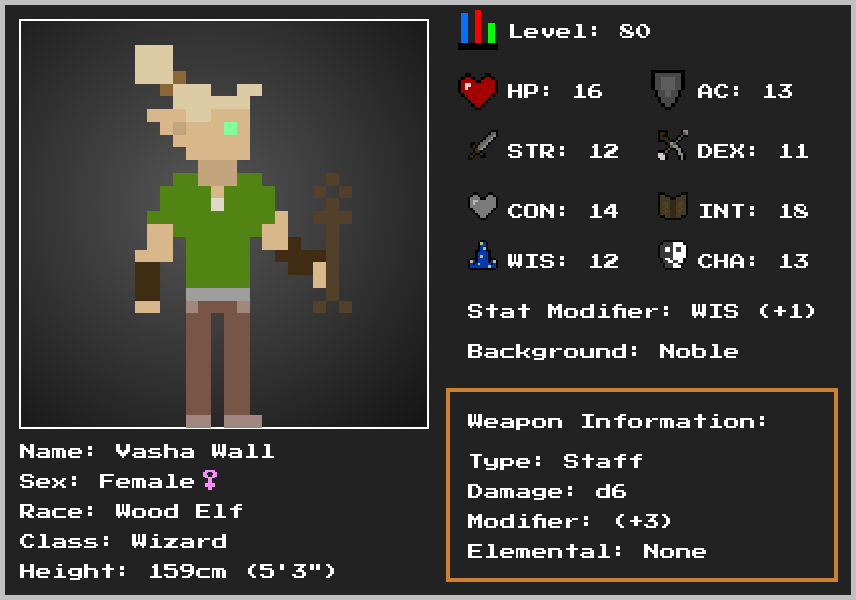 Level: 80
HP: 16 AC: 13
STR: 12 DEX: 11
CON: 14 INT: 18
WIS: 12 CHA: 13
Stat Modifier: WIS (+1)
Background: Noble
Weapon Information:
Type: Staff
Damage: d6
Modifier: (+3)
Elemental: None
Name: Vasha Wall
Sex: Female♀
Race: Wood Elf
Class: Wizard
Height: 159cm (5'3")